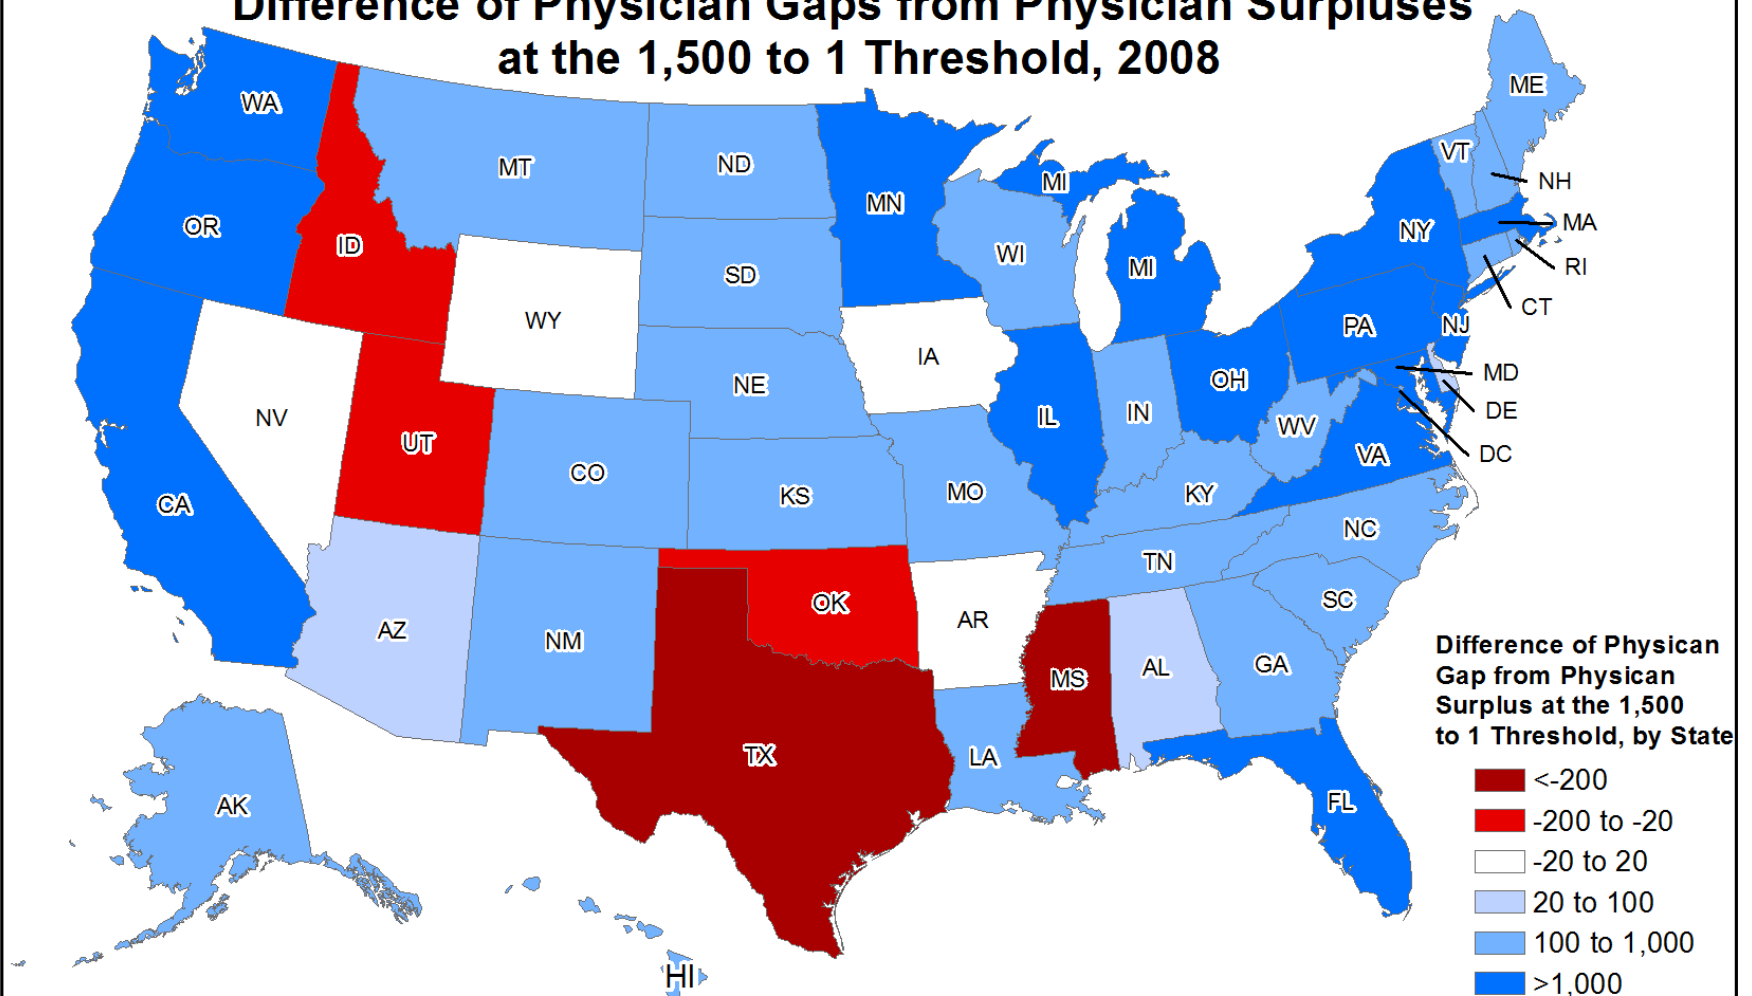 Difference of Physician Gaps from Physician Surpluses
at the 1,500 to 1 Threshold, 2008
ME
WA
VT
MT
ND
NH
MI
MN
MA
OR
NY
ID
WI
MI
RI
SD
CT
WY
PA
NJ
IA
MD
OH
NE
DE
IN
IL
NV
WV
UT
DC
VA
CO
MO
KY
KS
CA
NC
TN
SC
OK
AR
AZ
NM
GA
AL
MS
TX
LA
FL
AK
HI
Difference of Physican
Gap from Physican
Surplus at the 1,500
to 1 Threshold, by State
<-200
-200 to -20
-20 to 20
20 to 100
100 to 1,000
>1,000